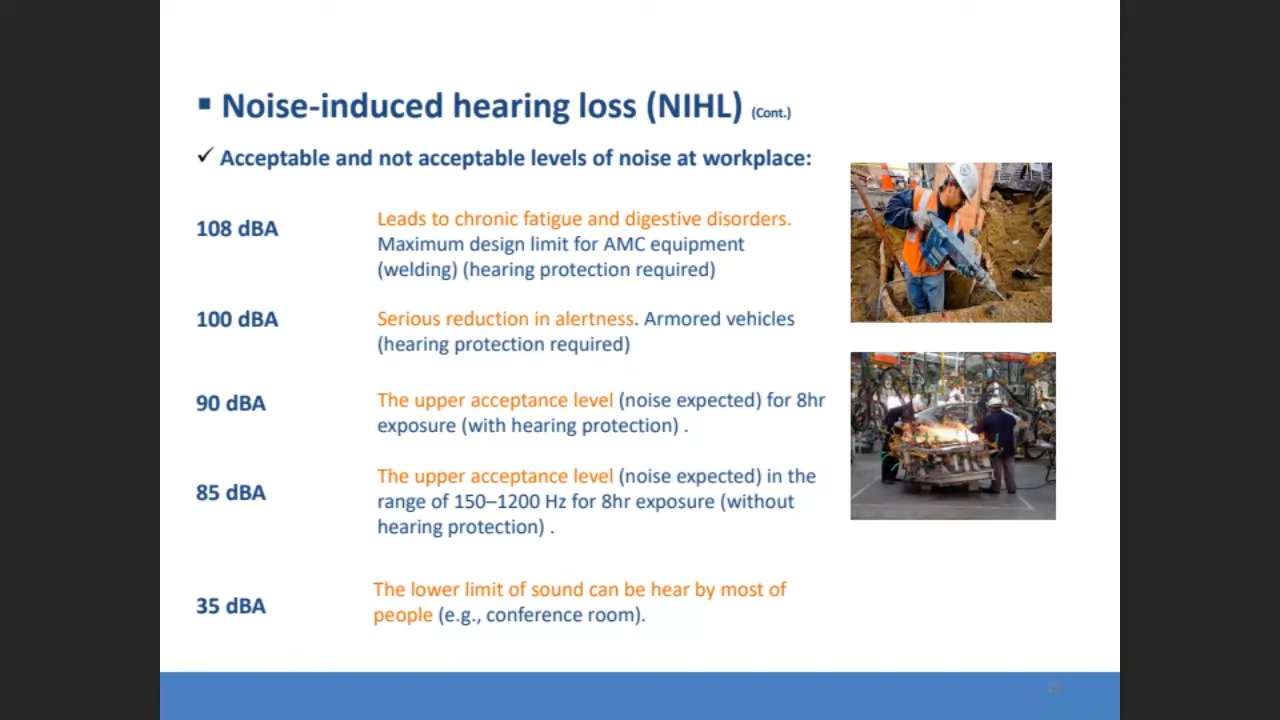 ▪ Noise-induced hearing loss (NIHL) (Cont.)
✓ Acceptable and not acceptable levels of noise at workplace:
108 dBA
Leads to chronic fatigue and digestive disorders.
Maximum design limit for AMC equipment
(welding) (hearing protection required)
100 dBA
Serious reduction in alertness. Armored vehicles
(hearing protection required)
90 dBA
The upper acceptance level (noise expected) for 8hr
exposure (with hearing protection) .
85 dBA
The upper acceptance level (noise expected) in the
range of 150–1200 Hz for 8hr exposure (without
hearing protection) .
35 dBA
The lower limit of sound can be hear by most of
people (e.g., conference room).